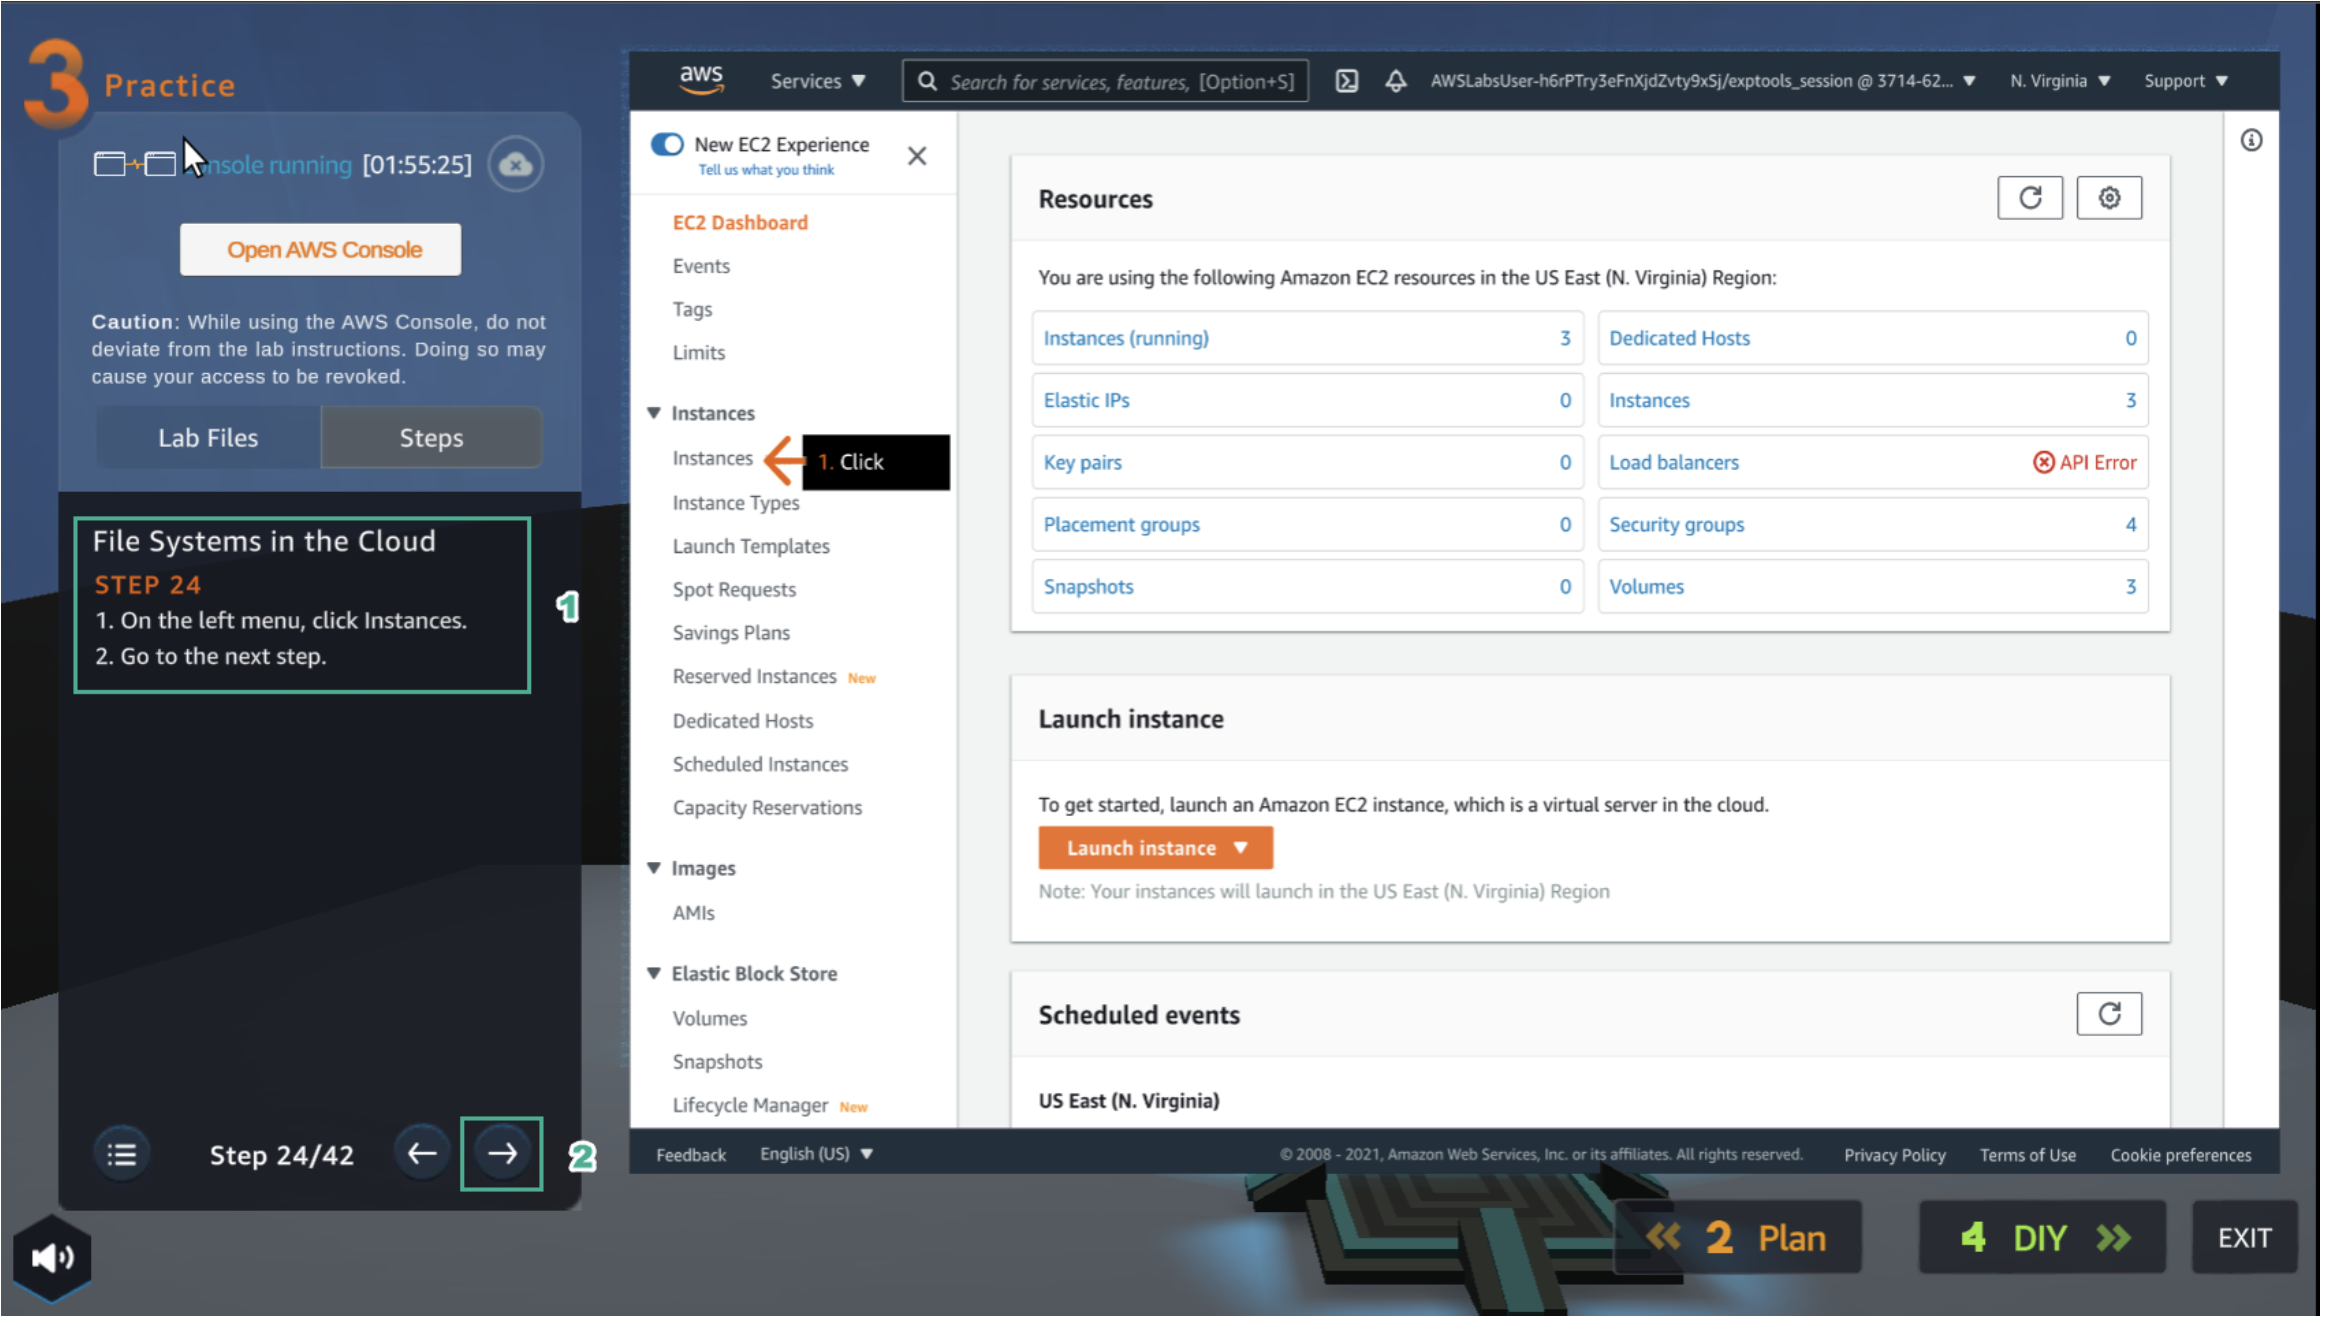 3 Practice
nsole running [01:55:25]
Open AWS Console
Caution: While using the AWS Console, do not
deviate from the lab instructions. Doing so may
cause your access to be revoked.
Lab Files
Steps
File Systems in the Cloud
STEP 24
1. On the left menu, click Instances.
2. Go to the next step.
1
Step 24/42
2
aws
Services
Search for services, features, [Option+S]
AWSLabsUser-h6rPTry3eFnXjdZvty9xSj/exptools_session @ 3714-62...
N. Virginia
Support
New EC2 Experience
Tell us what you think
EC2 Dashboard
Events
Tags
Limits
Instances
Instances
1. Click
Instance Types
Launch Templates
Spot Requests
Savings Plans
Reserved Instances New
Dedicated Hosts
Scheduled Instances
Capacity Reservations
Images
AMIs
Elastic Block Store
Volumes
Snapshots
Lifecycle Manager New
Resources
You are using the following Amazon EC2 resources in the US East (N. Virginia) Region:
Instances (running) 3
Dedicated Hosts 0
Elastic IPs 0
Instances 3
Key pairs 0
Load balancers API Error
Placement groups 0
Security groups 4
Snapshots 0
Volumes 3
Launch instance
To get started, launch an Amazon EC2 instance, which is a virtual server in the cloud.
Launch instance
Note: Your instances will launch in the US East (N. Virginia) Region
Scheduled events
US East (N. Virginia)
Feedback
English (US)
© 2008 - 2021, Amazon Web Services, Inc. or its affiliates. All rights reserved.
Privacy Policy
Terms of Use
Cookie preferences
2 Plan
4 DIY
EXIT